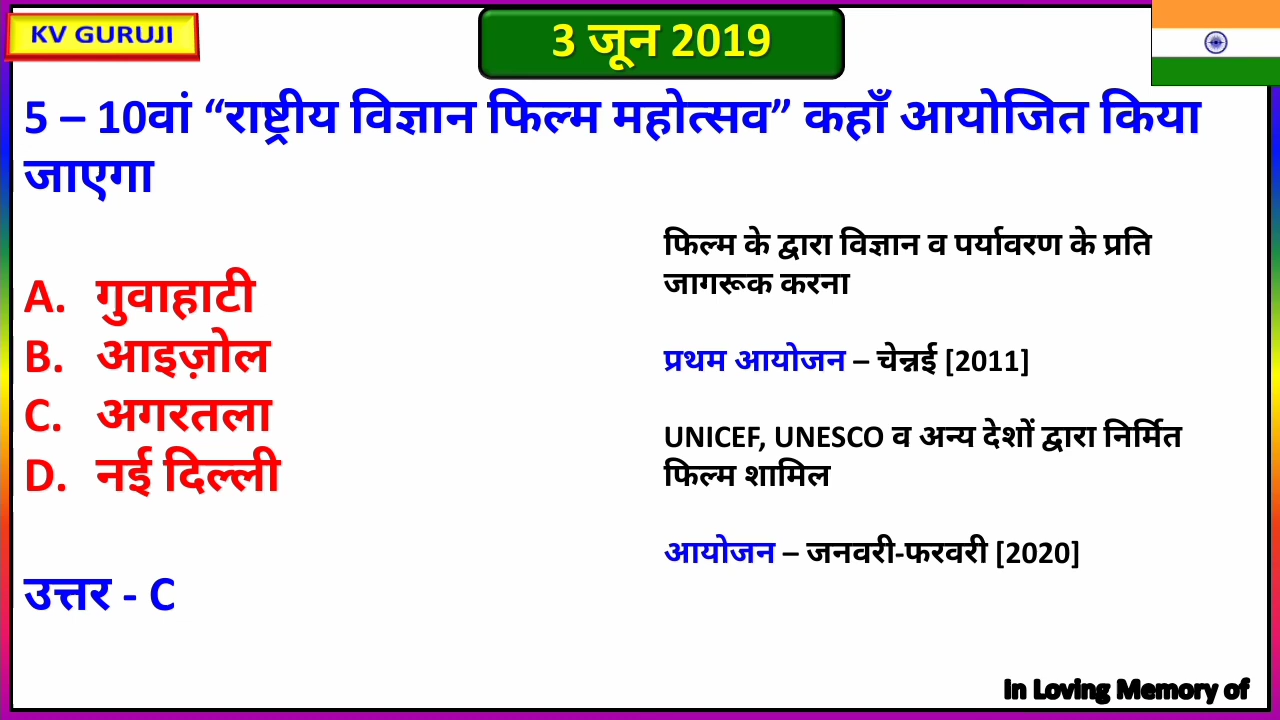 KV GURUJI
3 जून 2019
5 – 10वां “राष्ट्रीय विज्ञान फिल्म महोत्सव” कहाँ आयोजित किया
जाएगा
A. गुवाहाटी
B. आइज़ोल
C. अगरतला
D. नई दिल्ली
उत्तर - C
फिल्म के द्वारा विज्ञान व पर्यावरण के प्रति
जागरूक करना
प्रथम आयोजन – चेन्नई [2011]
UNICEF, UNESCO व अन्य देशों द्वारा निर्मित
फिल्म शामिल
आयोजन – जनवरी-फरवरी [2020]
In Loving Memory of